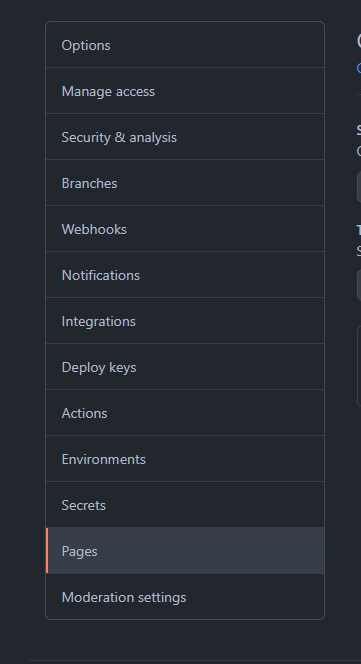 Options
Manage access
Security & analysis
Branches
Webhooks
Notifications
Integrations
Deploy keys
Actions
Environments
Secrets
Pages
Moderation settings